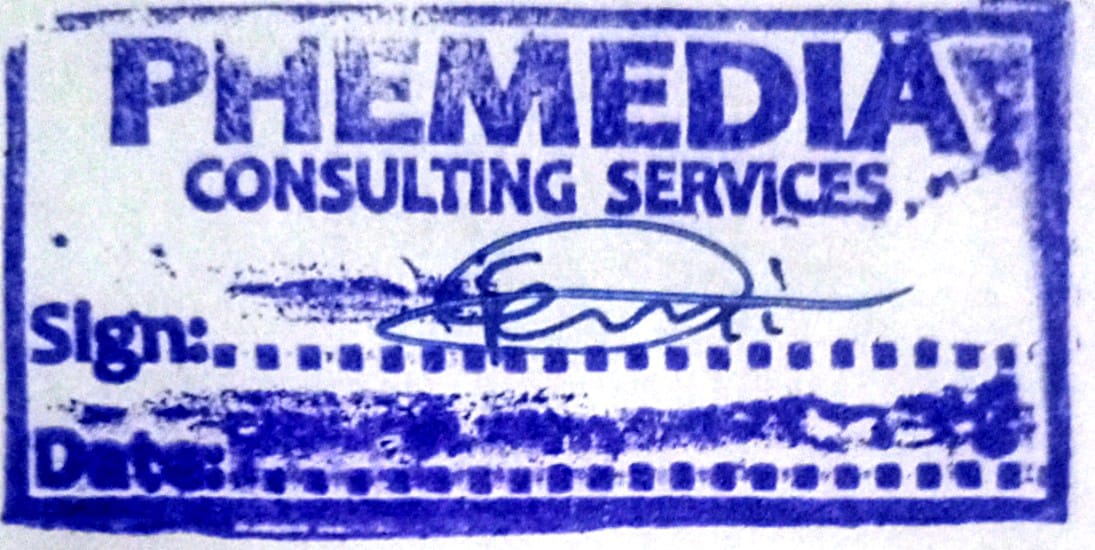 PHEMEDIA
CONSULTING SERVICES
Sign:
Date: